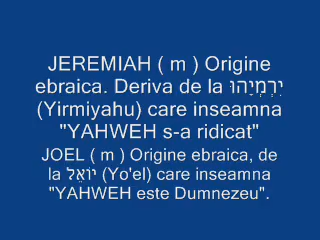 JEREMIAH ( m ) Origine
ebraica. Deriva de la יִרְמְיָהוּ
(Yirmiyahu) care inseamna
"YAHWEH s-a ridicat"
JOEL ( m ) Origine ebraica, de
la יוֹאֵל (Yo'el) care inseamna
"YAHWEH este Dumnezeu".